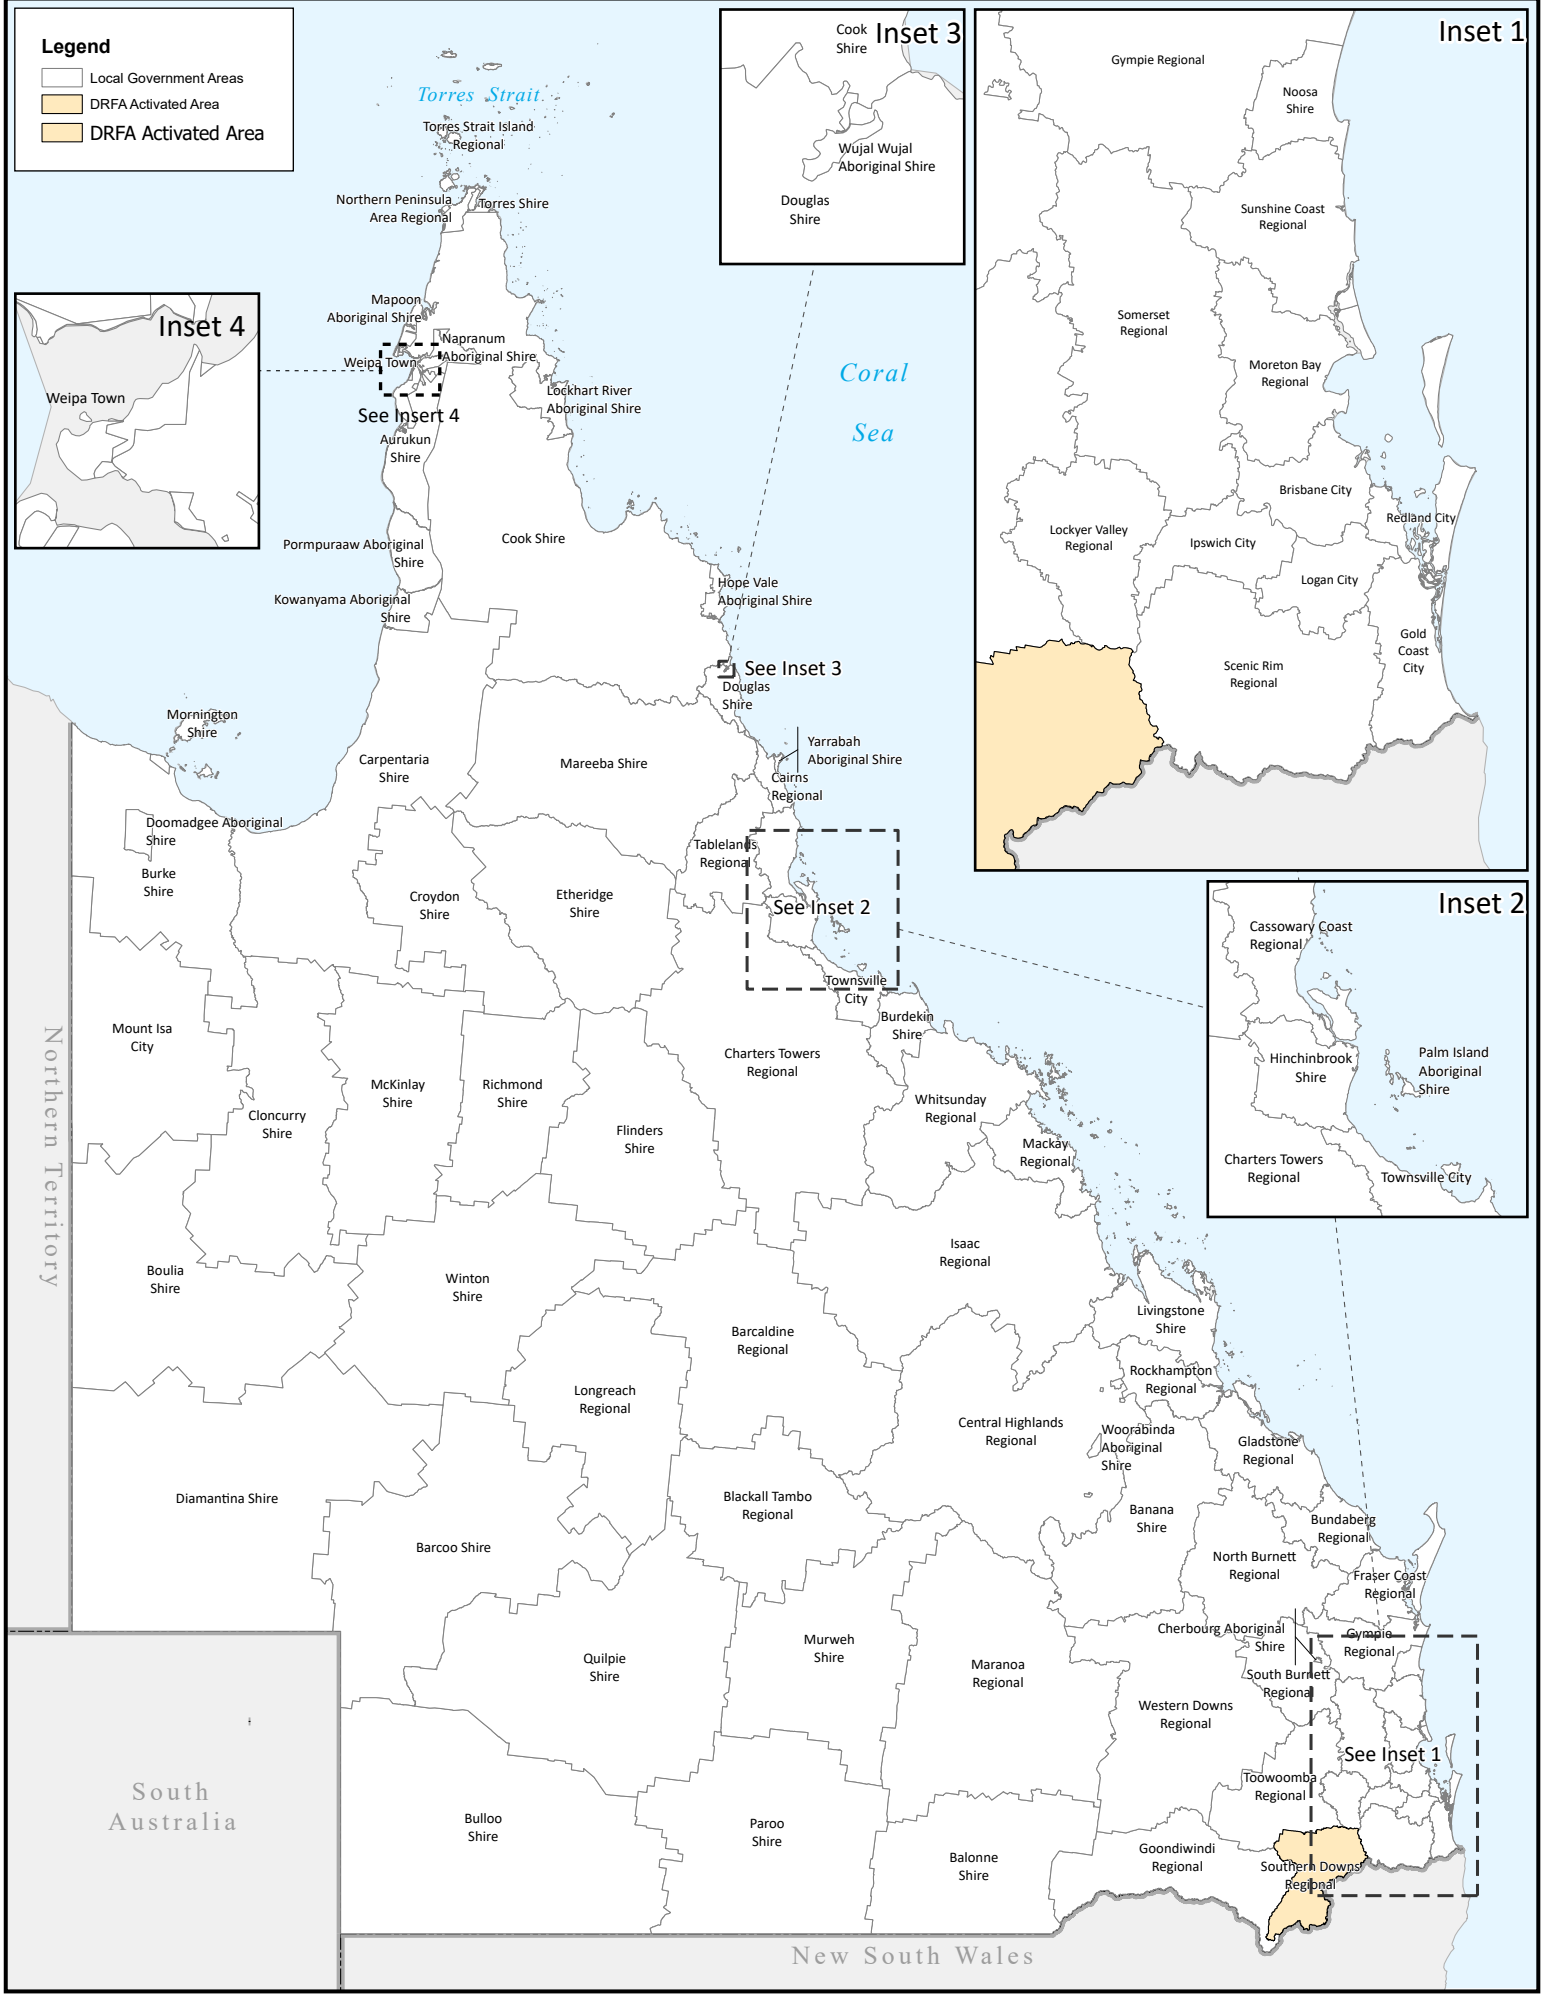 Legend
Local Government Areas
DRFA Activated Area
DRFA Activated Area
Torres Strait
Torres Strait Island
Regional
Northern Peninsula
Area Regional
Torres Shire
Mapoon
Aboriginal Shire
Napranum
Aboriginal Shire
Weipa Town
See Insert 4
Lockhart River
Aboriginal Shire
Aurukun
Shire
Coral
Sea
Cook Shire
Pormpuraaw Aboriginal
Shire
Kowanyama Aboriginal
Shire
Hope Vale
Aboriginal Shire
See Inset 3
Douglas
Shire
Mornington
Shire
Carpentaria
Shire
Mareeba Shire
Yarrabah
Aboriginal Shire
Cairns
Regional
Doomadgee Aboriginal
Shire
Burke
Shire
Tablelands
Regional
Croydon
Shire
Etheridge
Shire
See Inset 2
Townsville
City
Burdekin
Shire
Mount Isa
City
Charters Towers
Regional
McKinlay
Shire
Richmond
Shire
Cloncurry
Shire
Flinders
Shire
Whitsunday
Regional
Mackay
Regional
Northern Territory
Boulia
Shire
Winton
Shire
Isaac
Regional
Livingstone
Shire
Barcaldine
Regional
Longreach
Regional
Rockhampton
Regional
Central Highlands
Regional
Woorabinda
Aboriginal
Shire
Gladstone
Regional
Diamantina Shire
Blackall Tambo
Regional
Banana
Shire
Bundaberg
Regional
Barcoo Shire
North Burnett
Regional
Fraser Coast
Regional
Cherbourg Aboriginal
Shire
Gympie
Regional
Quilpie
Shire
Murweh
Shire
Maranoa
Regional
South Burnett
Regional
Western Downs
Regional
See Inset 1
Toowoomba
Regional
South
Australia
Bulloo
Shire
Paroo
Shire
Balonne
Shire
Goondiwindi
Regional
Southern Downs
Regional
New South Wales
Inset 4
Weipa Town
Inset 3
Cook
Shire
Wujal Wujal
Aboriginal Shire
Douglas
Shire
Inset 1
Gympie Regional
Noosa
Shire
Sunshine Coast
Regional
Somerset
Regional
Moreton Bay
Regional
Brisbane City
Redland City
Lockyer Valley
Regional
Ipswich City
Logan City
Gold
Coast
City
Scenic Rim
Regional
Inset 2
Cassowary Coast
Regional
Hinchinbrook
Shire
Palm Island
Aboriginal
Shire
Charters Towers
Regional
Townsville City